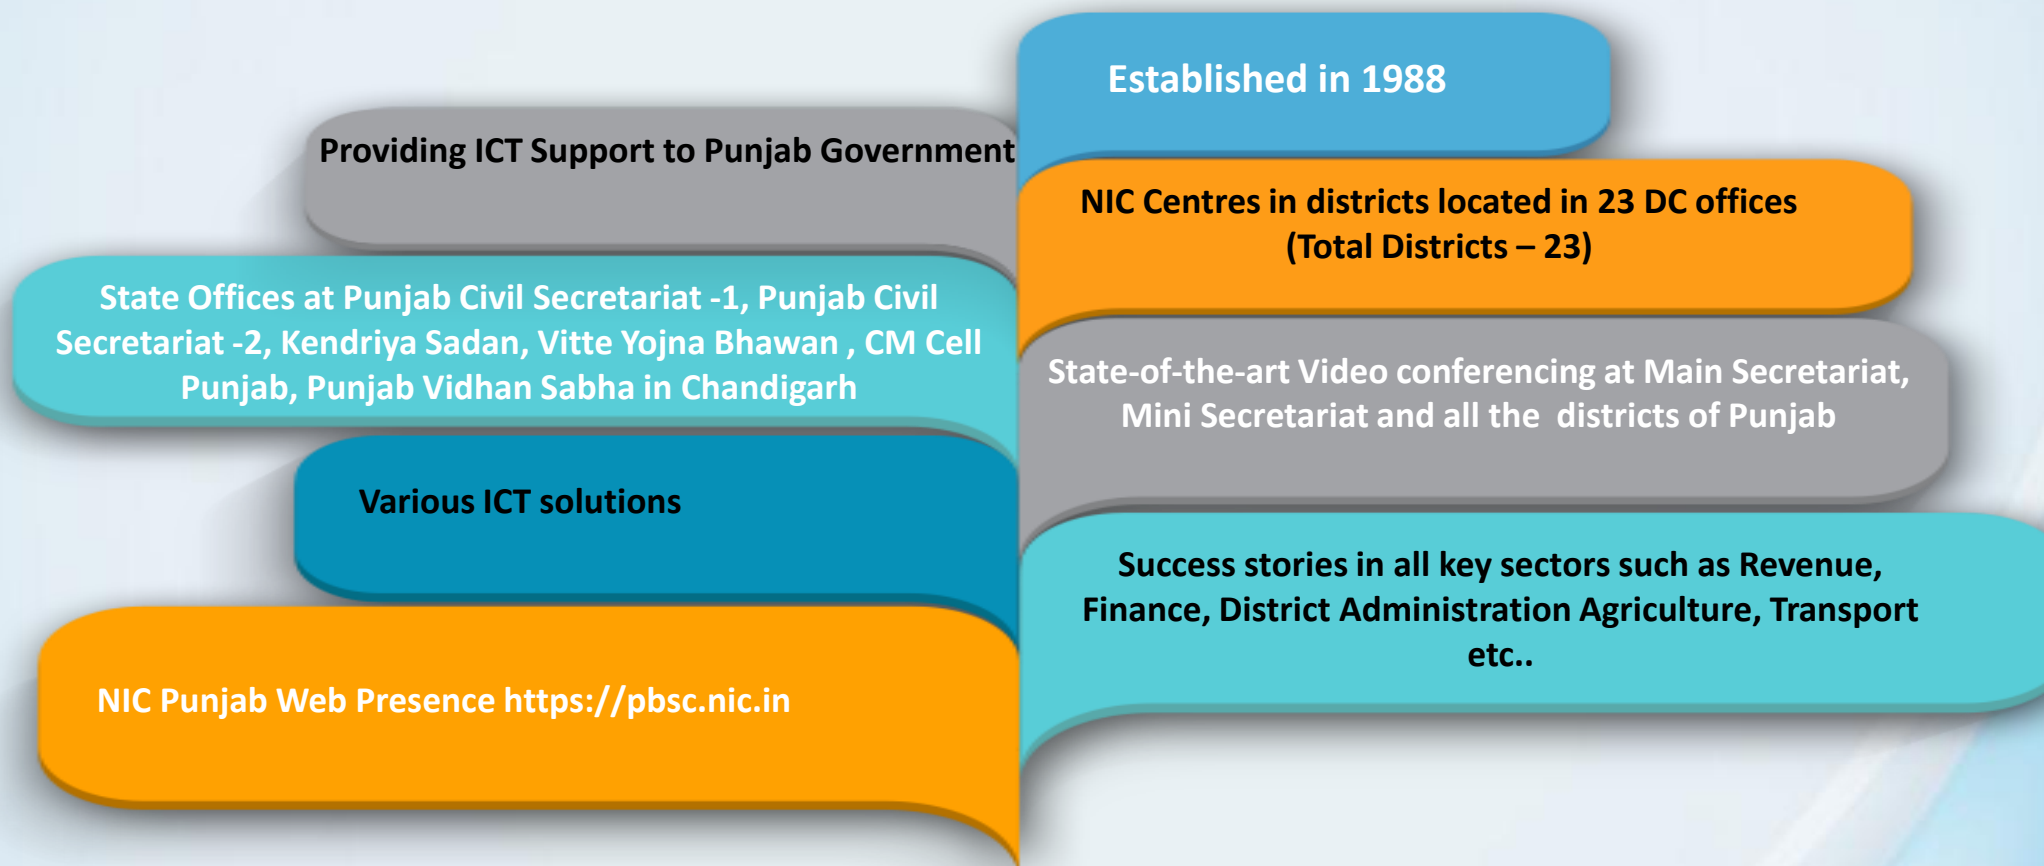 Established in 1988
Providing ICT Support to Punjab Government
NIC Centres in districts located in 23 DC offices
(Total Districts – 23)
State Offices at Punjab Civil Secretariat -1, Punjab Civil
Secretariat -2, Kendriya Sadan, Vitte Yojna Bhawan , CM Cell
Punjab, Punjab Vidhan Sabha in Chandigarh
State-of-the-art Video conferencing at Main Secretariat,
Mini Secretariat and all the  districts of Punjab
Various ICT solutions
Success stories in all key sectors such as Revenue,
Finance, District Administration Agriculture, Transport
etc..
NIC Punjab Web Presence https://pbsc.nic.in